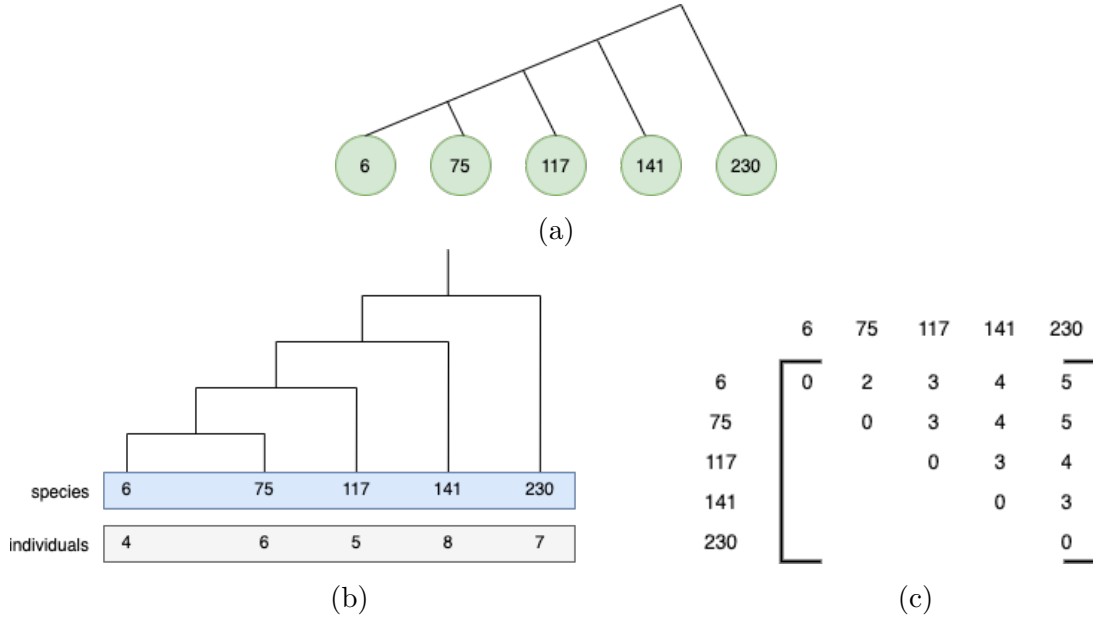 6 75 117 141 230
(a)
species 6 75 117 141 230
individuals 4 6 5 8 7
(b)
6 75 117 141 230
6 0 2 3 4 5
75 0 3 4 5
117 0 3 4
141 0 3
230 0
(c)